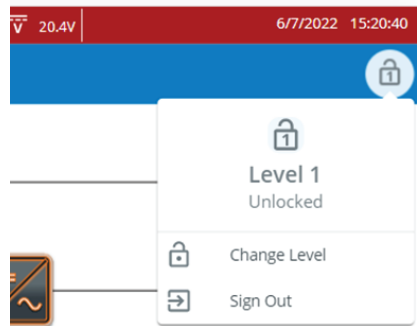 V 20.4V 6/7/2022 15:20:40
1
1
Level 1
Unlocked
Change Level
Sign Out